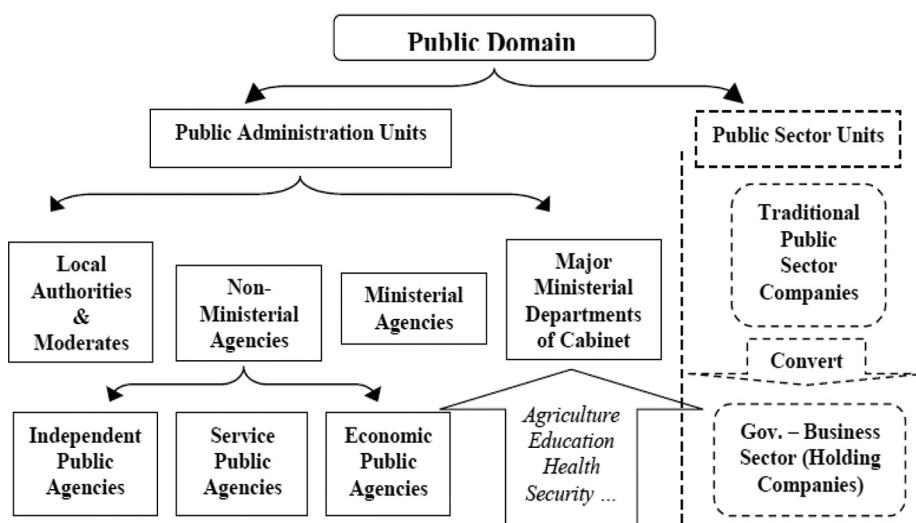 Public Domain
Public Administration Units
Public Sector Units
Local
Authorities
&
Moderates
Non-
Ministerial
Agencies
Ministerial
Agencies
Major
Ministerial
Departments
of Cabinet
Traditional
Public
Sector
Companies
Convert
Independent
Public
Agencies
Service
Public
Agencies
Economic
Public
Agencies
Agriculture
Education
Health
Security ...
Gov. – Business
Sector (Holding
Companies)